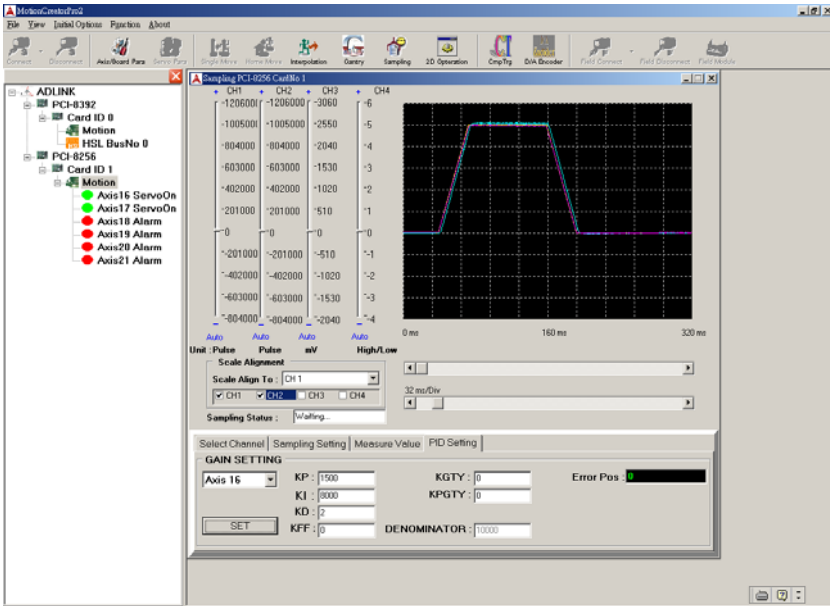 MotionCreatorPro2
File View Initial Options Function About
Connect Disconnect Axis/Board Para Servo Para Single Move Home Move Interpolation Gantry Sampling 2D Operation CmpTrg D/A Encoder Field Connect Field Disconnect Field Module
ADLINK
PCI-8392
Card ID 0
Motion
HSL BusNo 0
PCI-8256
Card ID 1
Motion
Axis16 ServoOn
Axis17 ServoOn
Axis18 Alarm
Axis19 Alarm
Axis20 Alarm
Axis21 Alarm
Sampling PCI-8256 CardNo 1
CH1 CH2 CH3 CH4
-1206000 -1206000 -3060 -6
-1005000 -1005000 -2550 -5
-804000 -804000 -2040 -4
-603000 -603000 -1530 -3
-402000 -402000 -1020 -2
-201000 -201000 -510 -1
-0 -0 -0 -0
-201000 -201000 -510 -1
-402000 -402000 -1020 -2
-603000 -603000 -1530 -3
-804000 -804000 -2040 -4
Auto Auto Auto Auto
Unit : Pulse Pulse mV High/Low
0 ms 160 ms 320 ms
Scale Alignment
Scale Align To : CH 1
CH1 CH2 CH3 CH4
32 ms/Div
Sampling Status : Waiting...
Select Channel Sampling Setting Measure Value PID Setting
GAIN SETTING
Axis 16
KP : 1500
KI : 8000
KD : 2
KFF : 0
SET
KGTY : 0
KPGTY : 0
DENOMINATOR : 10000
Error Pos : 0